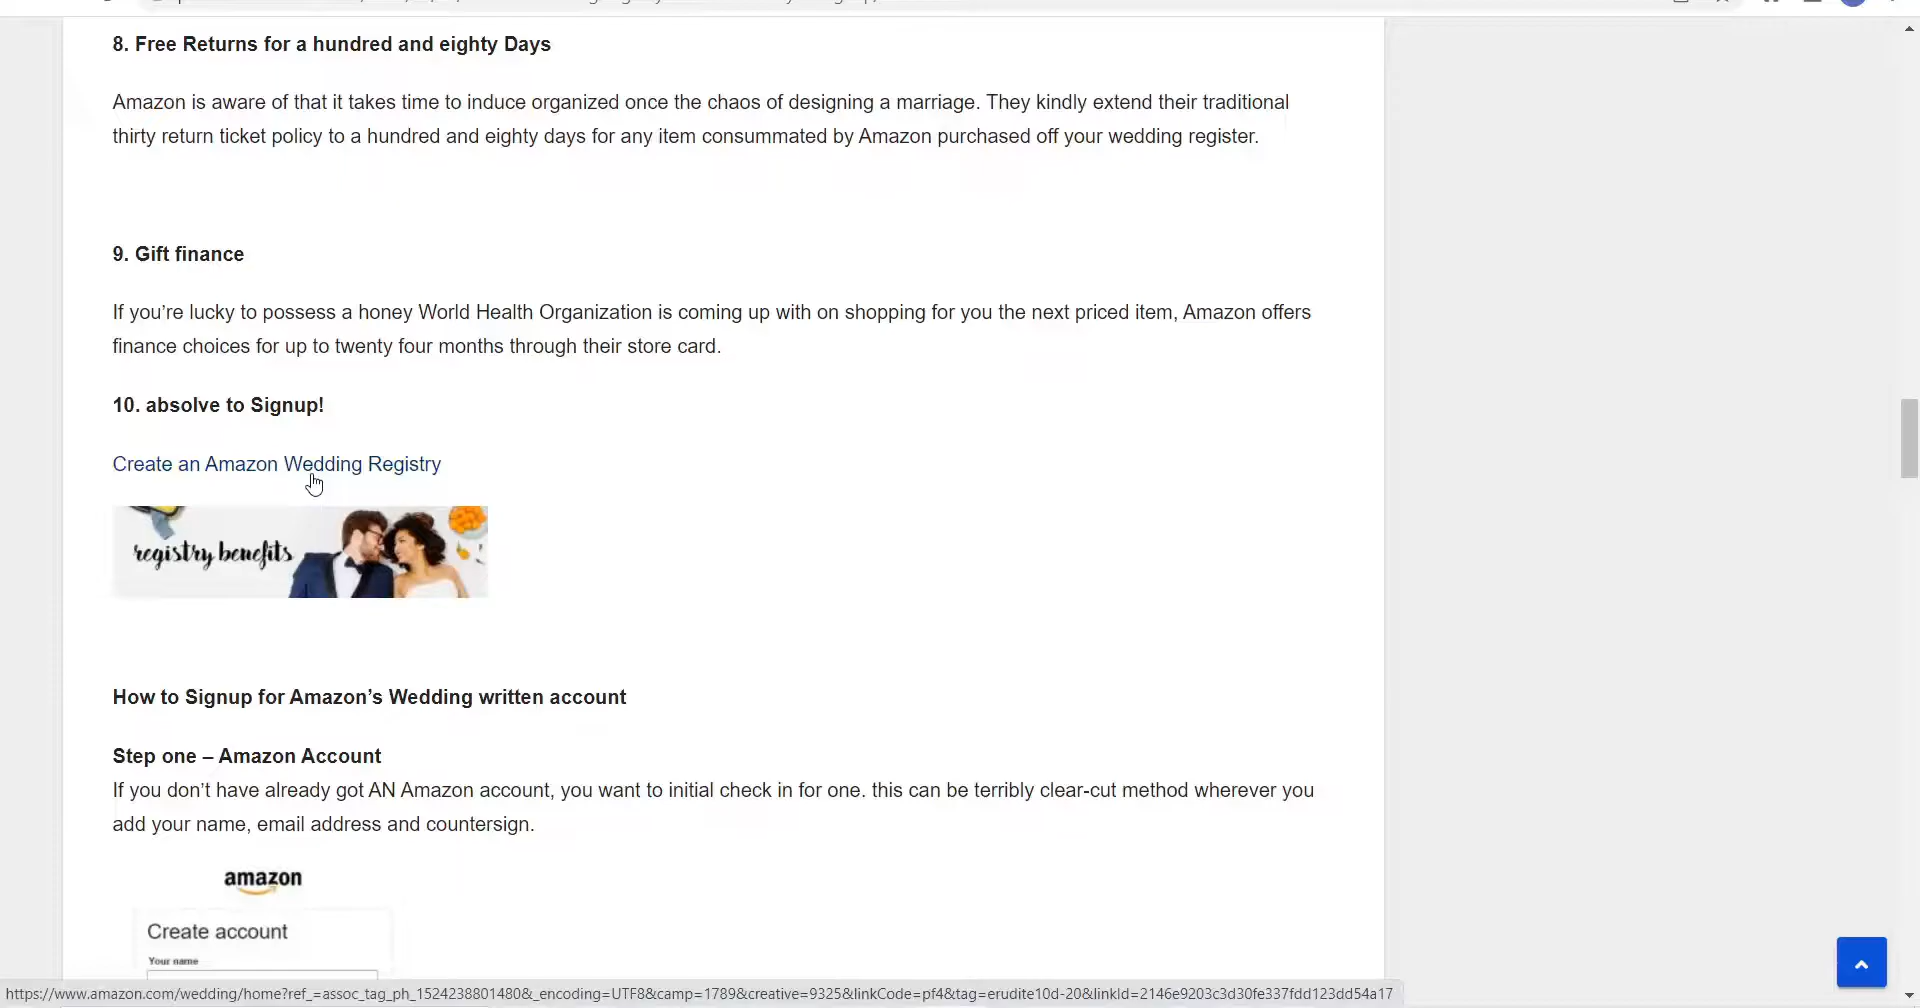 8. Free Returns for a hundred and eighty Days
Amazon is aware of that it takes time to induce organized once the chaos of designing a marriage. They kindly extend their traditional
thirty return ticket policy to a hundred and eighty days for any item consummated by Amazon purchased off your wedding register.
9. Gift finance
If you’re lucky to possess a honey World Health Organization is coming up with on shopping for you the next priced item, Amazon offers
finance choices for up to twenty four months through their store card.
10. absolve to Signup!
Create an Amazon Wedding Registry
registry benefits
How to Signup for Amazon’s Wedding written account
Step one – Amazon Account
If you don’t have already got AN Amazon account, you want to initial check in for one. this can be terribly clear-cut method wherever you
add your name, email address and countersign.
amazon
Create account
Your name
https://www.amazon.com/wedding/home?ref_=assoc_tag_ph_1524238801480&_encoding=UTF8&camp=1789&creative=9325&linkCode=pf4&tag=erudite10d-20&linkId=2146e9203c3d30fe337fdd123dd54a17